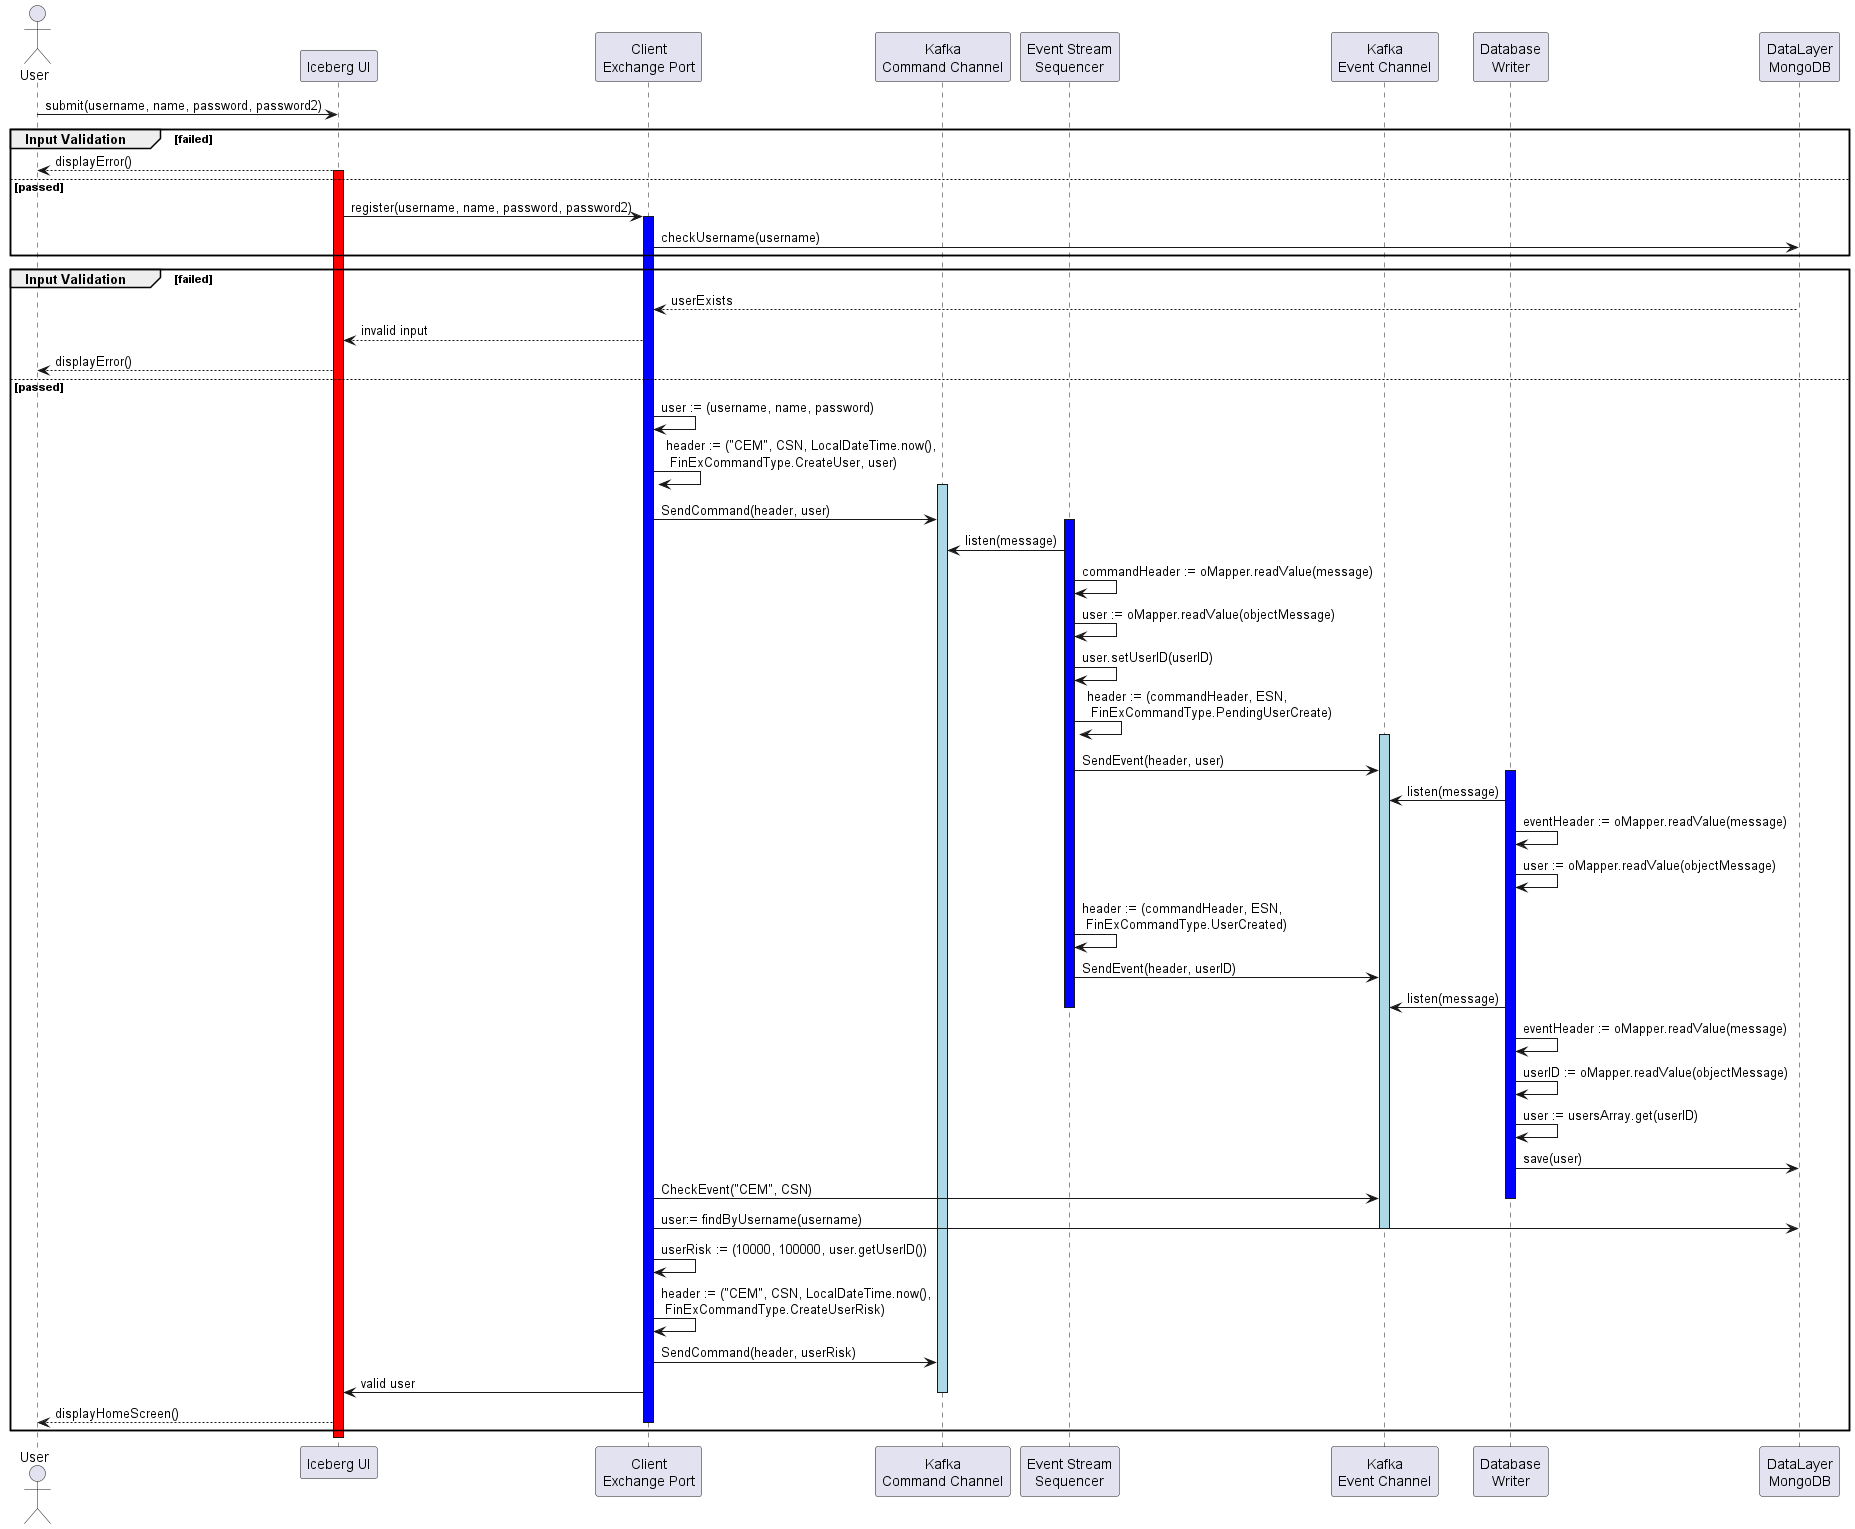 User
Iceberg UI
Client
Exchange Port
Kafka
Command Channel
Event Stream
Sequencer
Kafka
Event Channel
Database
Writer
DataLayer
MongoDB
submit(username, name, password, password2)
Input Validation [failed]
displayError()
[passed]
register(username, name, password, password2)
checkUsername(username)
Input Validation [failed]
userExists
invalid input
displayError()
[passed]
user := (username, name, password)
header := ("CEM", CSN, LocalDateTime.now(),
FinExCommandType.CreateUser, user)
SendCommand(header, user)
listen(message)
commandHeader := oMapper.readValue(message)
user := oMapper.readValue(objectMessage)
user.setUserID(userID)
header := (commandHeader, ESN,
FinExCommandType.PendingUserCreate)
SendEvent(header, user)
listen(message)
eventHeader := oMapper.readValue(message)
user := oMapper.readValue(objectMessage)
header := (commandHeader, ESN,
FinExCommandType.UserCreated)
SendEvent(header, userID)
listen(message)
eventHeader := oMapper.readValue(message)
userID := oMapper.readValue(objectMessage)
user := usersArray.get(userID)
save(user)
CheckEvent("CEM", CSN)
user:= findByUsername(username)
userRisk := (10000, 100000, user.getUserID())
header := ("CEM", CSN, LocalDateTime.now(),
FinExCommandType.CreateUserRisk)
SendCommand(header, userRisk)
valid user
displayHomeScreen()
User
Iceberg UI
Client
Exchange Port
Kafka
Command Channel
Event Stream
Sequencer
Kafka
Event Channel
Database
Writer
DataLayer
MongoDB